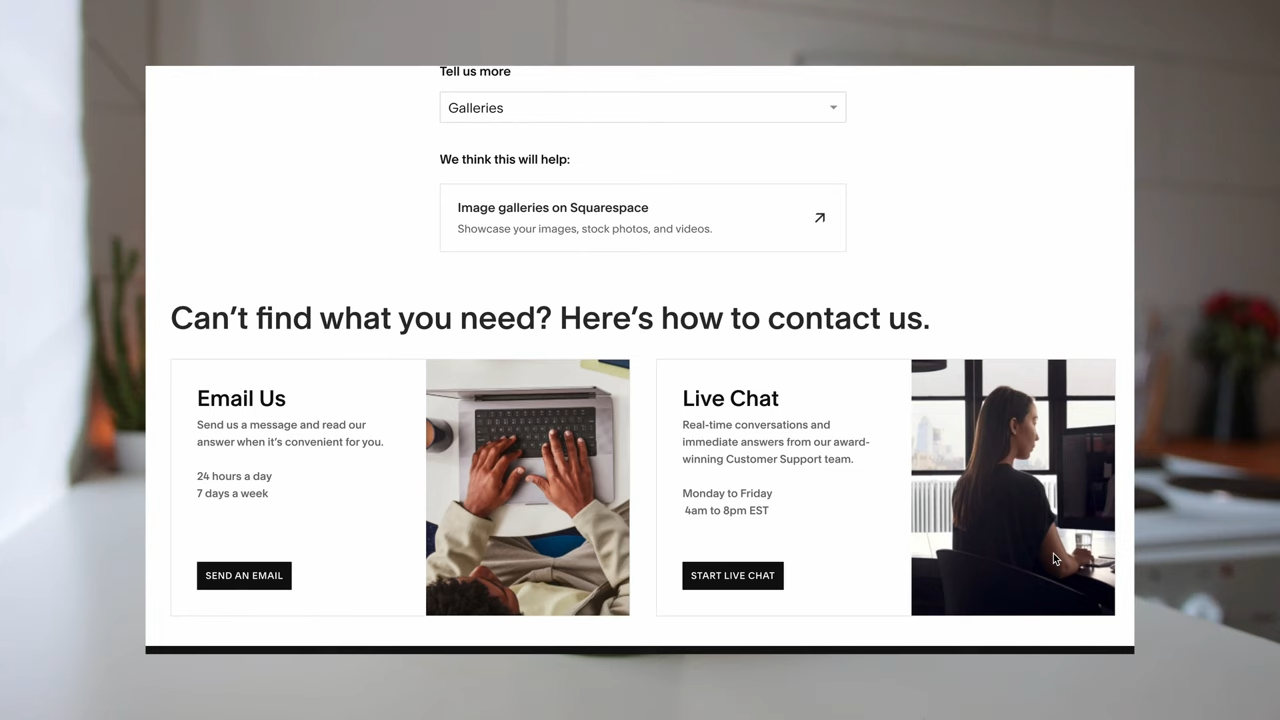 Tell us more
Galleries
We think this will help:
Image galleries on Squarespace
Showcase your images, stock photos, and videos.
Can’t find what you need? Here’s how to contact us.
Email Us
Send us a message and read our
answer when it’s convenient for you.
24 hours a day
7 days a week
SEND AN EMAIL
Live Chat
Real-time conversations and
immediate answers from our award-
winning Customer Support team.
Monday to Friday
4am to 8pm EST
START LIVE CHAT